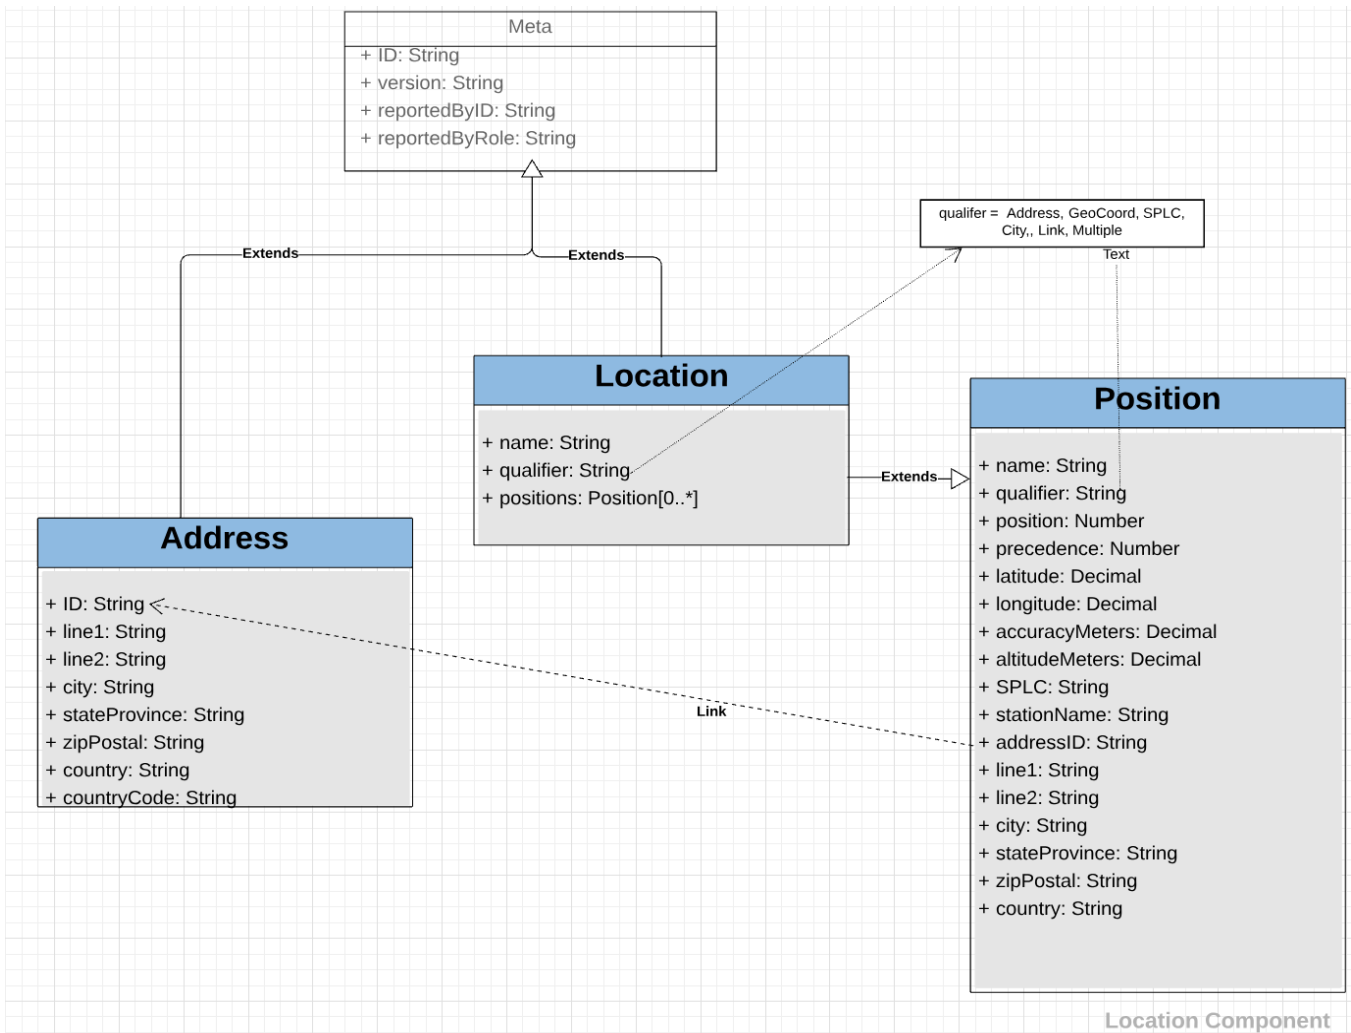 Meta
+ ID: String
+ version: String
+ reportedByID: String
+ reportedByRole: String
Extends
Extends
qualifer = Address, GeoCoord, SPLC,
City,, Link, Multiple
Text
Location
+ name: String
+ qualifier: String
+ positions: Position[0..*]
Extends
Position
+ name: String
+ qualifier: String
+ position: Number
+ precedence: Number
+ latitude: Decimal
+ longitude: Decimal
+ accuracyMeters: Decimal
+ altitudeMeters: Decimal
+ SPLC: String
+ stationName: String
+ addressID: String
+ line1: String
+ line2: String
+ city: String
+ stateProvince: String
+ zipPostal: String
+ country: String
Address
+ ID: String
+ line1: String
+ line2: String
+ city: String
+ stateProvince: String
+ zipPostal: String
+ country: String
+ countryCode: String
Link
Location Component